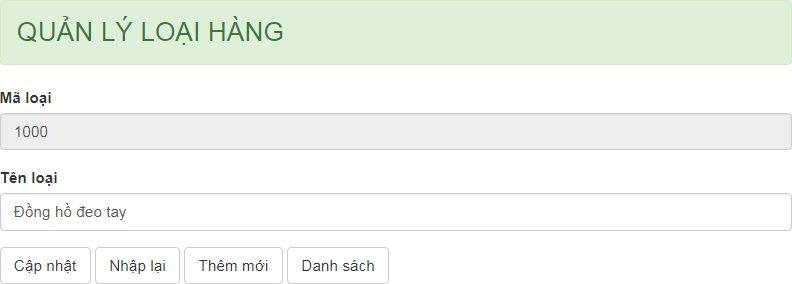 QUẢN LÝ LOẠI HÀNG
Mã loại
1000
Tên loại
Đồng hồ đeo tay
Cập nhật Nhập lại Thêm mới Danh sách